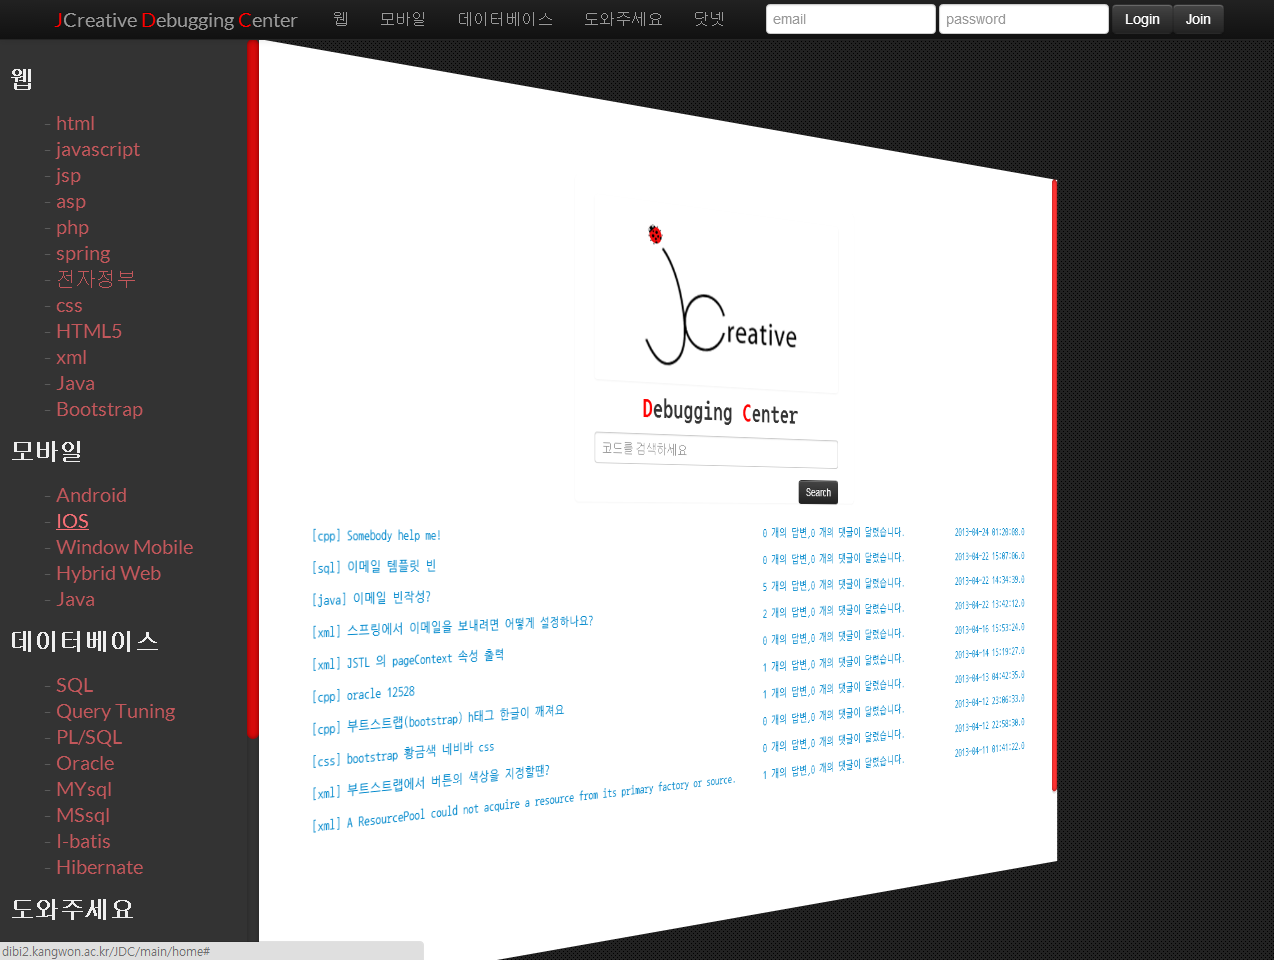 JCreative Debugging Center 웹 모바일 데이터베이스 도와주세요 닷넷 email password Login Join
웹
- html
- javascript
- jsp
- asp
- php
- spring
- 전자정부
- css
- HTML5
- xml
- Java
- Bootstrap
모바일
- Android
- IOS
- Window Mobile
- Hybrid Web
- Java
데이터베이스
- SQL
- Query Tuning
- PL/SQL
- Oracle
- MYsql
- MSsql
- I-batis
- Hibernate
도와주세요
dibi2.kangwon.ac.kr/JDC/main/home#
JCreative
Debugging Center
코드를 검색하세요
Search
[cpp] Somebody help me! 0 개의 답변,0 개의 댓글이 달렸습니다. 2013-04-24 01:20:08.0
[sql] 이메일 템플릿 빈 0 개의 답변,0 개의 댓글이 달렸습니다. 2013-04-22 15:07:06.0
[java] 이메일 빈작성? 5 개의 답변,0 개의 댓글이 달렸습니다. 2013-04-22 14:34:39.0
[xml] 스프링에서 이메일을 보내려면 어떻게 설정하나요? 2 개의 답변,0 개의 댓글이 달렸습니다. 2013-04-22 13:42:12.0
[xml] JSTL 의 pageContext 속성 출력 0 개의 답변,0 개의 댓글이 달렸습니다. 2013-04-16 15:53:24.0
[cpp] oracle 12528 1 개의 답변,0 개의 댓글이 달렸습니다. 2013-04-14 15:19:27.0
[cpp] 부트스트랩(bootstrap) h태그 한글이 깨져요 1 개의 답변,0 개의 댓글이 달렸습니다. 2013-04-13 04:42:35.0
[css] bootstrap 황금색 네비바 css 0 개의 답변,0 개의 댓글이 달렸습니다. 2013-04-12 23:06:33.0
[xml] 부트스트랩에서 버튼의 색상을 지정할땐? 0 개의 답변,0 개의 댓글이 달렸습니다. 2013-04-12 22:58:30.0
[xml] A ResourcePool could not acquire a resource from its primary factory or source. 1 개의 답변,0 개의 댓글이 달렸습니다. 2013-04-11 01:41:22.0